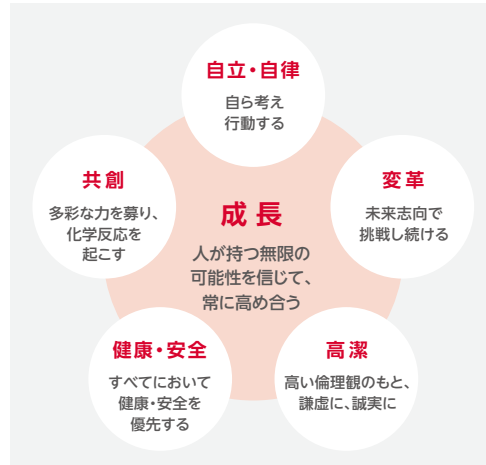 自立・自律
自ら考え
行動する
共創
多彩な力を募り、
化学反応を
起こす
変革
未来志向で
挑戦し続ける
成長
人が持つ無限の
可能性を信じて、
常に高め合う
健康・安全
すべてにおいて
健康・安全を
優先する
高潔
高い倫理観のもと、
謙虚に、誠実に